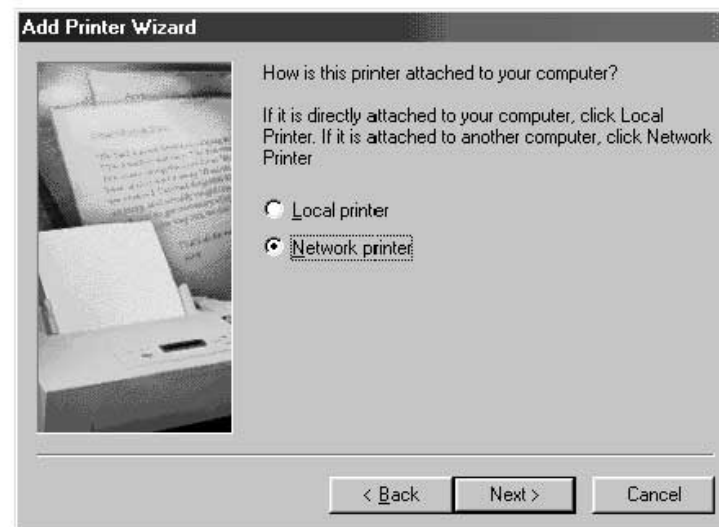 Add Printer Wizard
How is this printer attached to your computer?
If it is directly attached to your computer, click Local
Printer. If it is attached to another computer, click Network
Printer
Local printer
Network printer
< Back
Next >
Cancel